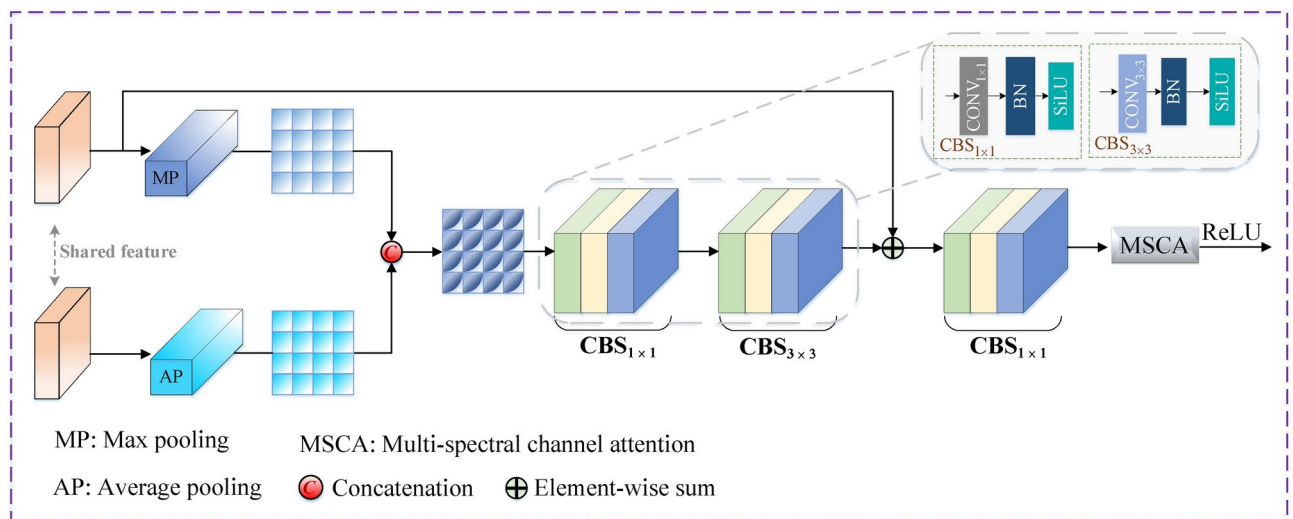 CONV1×1
BN
SiLU
CBS1×1
CONV3×3
BN
SiLU
CBS3×3
MP
Shared feature
C
MSCA
ReLU
AP
CBS1 × 1
CBS3 × 3
CBS1 × 1
MP: Max pooling
MSCA: Multi-spectral channel attention
AP: Average pooling
C Concatenation
Element-wise sum